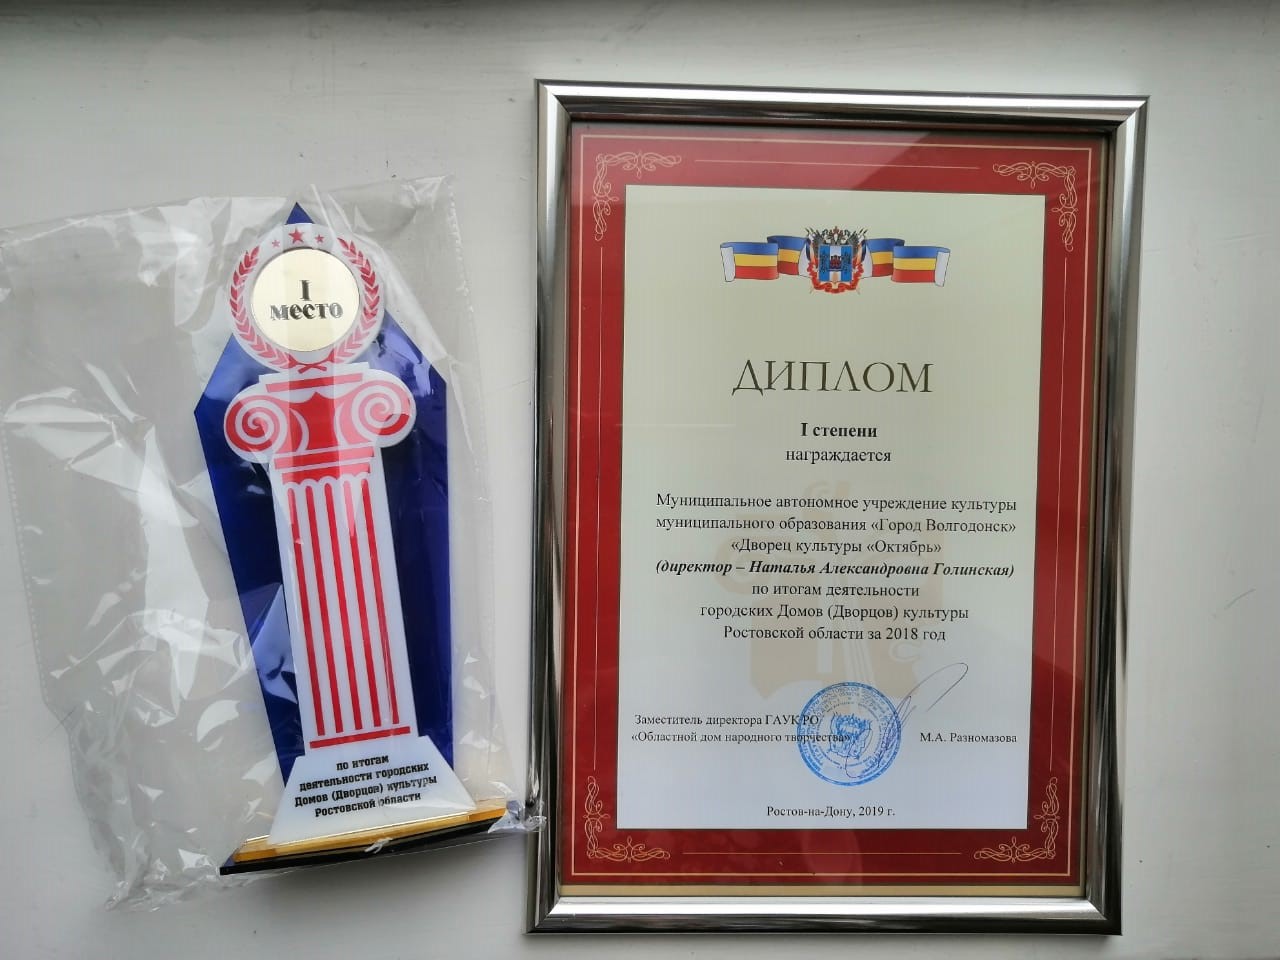 I
место
по итогам
деятельности городских
Домов (Дворцов) культуры
Ростовской области
ДИПЛОМ
I степени
награждается
Муниципальное автономное учреждение культуры
муниципального образования «Город Волгодонск»
«Дворец культуры «Октябрь»
(директор – Наталья Александровна Голинская)
по итогам деятельности
городских Домов (Дворцов) культуры
Ростовской области за 2018 год
Заместитель директора ГАУК РО
«Областной дом народного творчества»
М.А. Разномазова
Ростов-на-Дону, 2019 г.